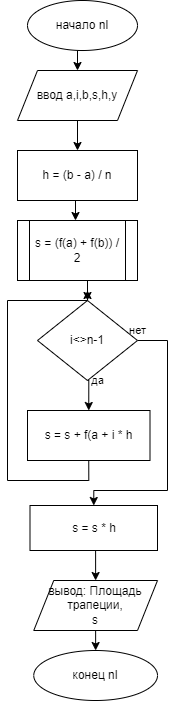 начало nl
ввод a,i,b,s,h,y
h = (b - a) / n
s = (f(a) + f(b)) /
2
i<>n-1
нет
да
s = s + f(a + i * h
s = s * h
вывод: Площадь
трапеции,
s
конец nl